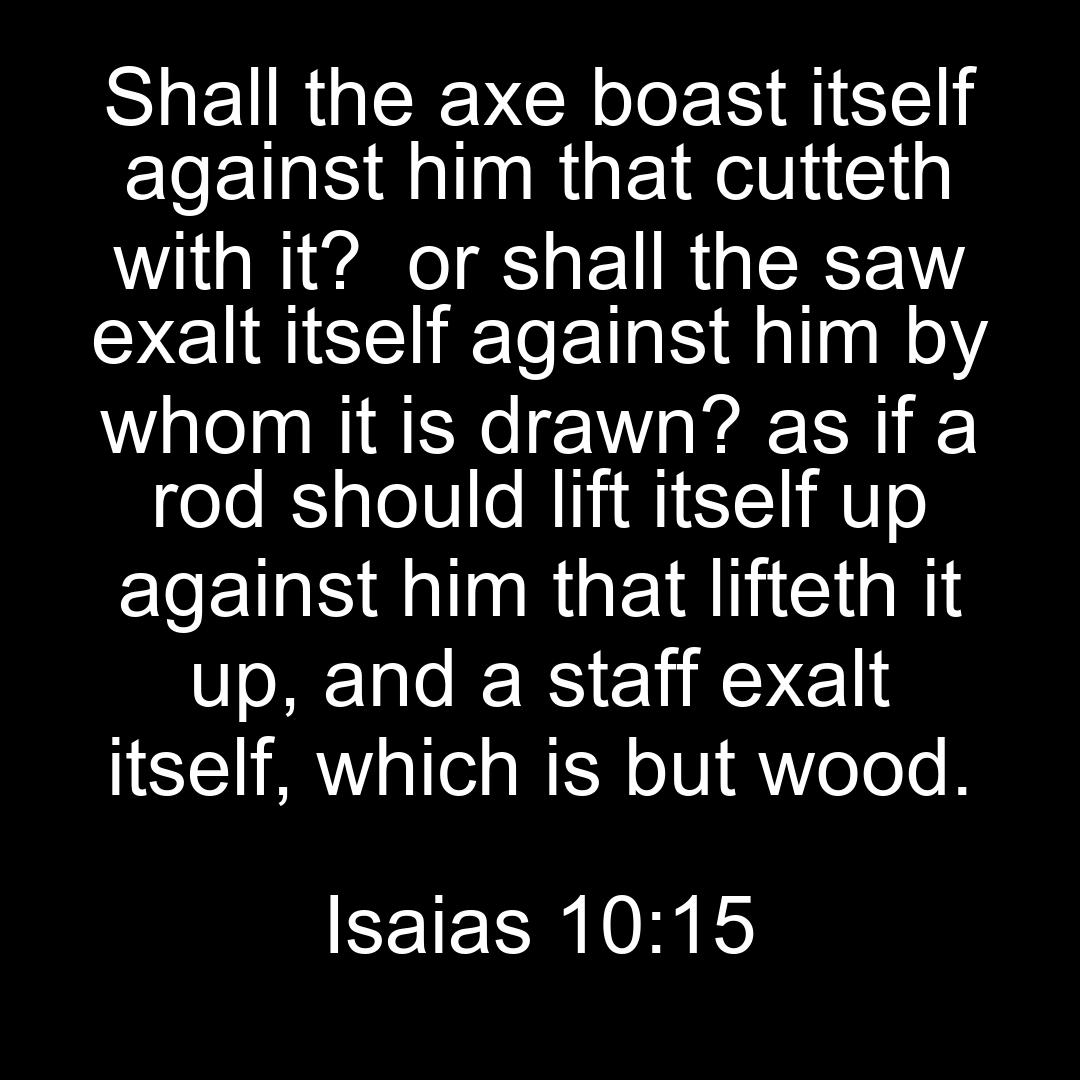 Shall the axe boast itself
against him that cutteth
with it?  or shall the saw
exalt itself against him by
whom it is drawn? as if a
rod should lift itself up
against him that lifteth it
up, and a staff exalt
itself, which is but wood.
Isaias 10:15